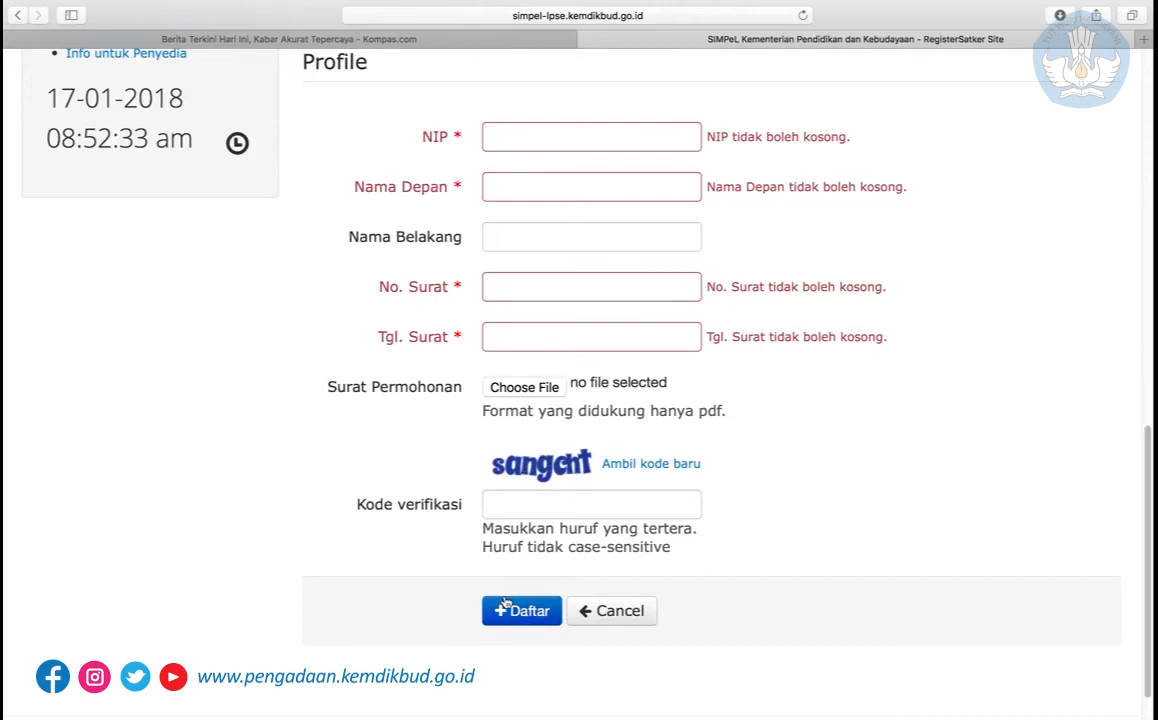 simpel-lpse.kemdikbud.go.id
Berita Terkini Hari Ini, Kabar Akurat Tepercaya - Kompas.com
SIMPeL Kementerian Pendidikan dan Kebudayaan - RegisterSatker Site
Info untuk Penyedia
17-01-2018
08:52:33 am
Profile
NIP * NIP tidak boleh kosong.
Nama Depan * Nama Depan tidak boleh kosong.
Nama Belakang
No. Surat * No. Surat tidak boleh kosong.
Tgl. Surat * Tgl. Surat tidak boleh kosong.
Surat Permohonan Choose File no file selected
Format yang didukung hanya pdf.
sangcht Ambil kode baru
Kode verifikasi
Masukkan huruf yang tertera.
Huruf tidak case-sensitive
Daftar Cancel
www.pengadaan.kemdikbud.go.id